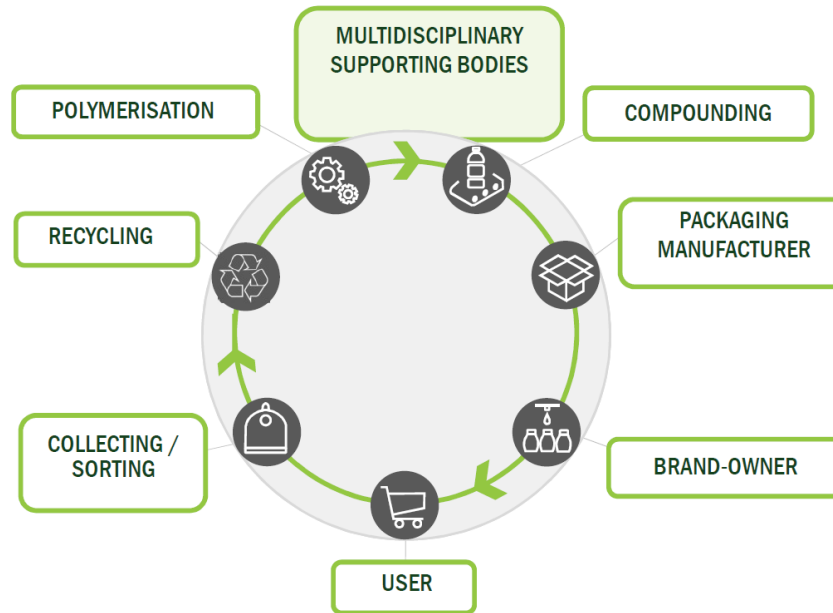 MULTIDISCIPLINARY
SUPPORTING BODIES
POLYMERISATION
COMPOUNDING
RECYCLING
PACKAGING
MANUFACTURER
COLLECTING /
SORTING
BRAND-OWNER
USER